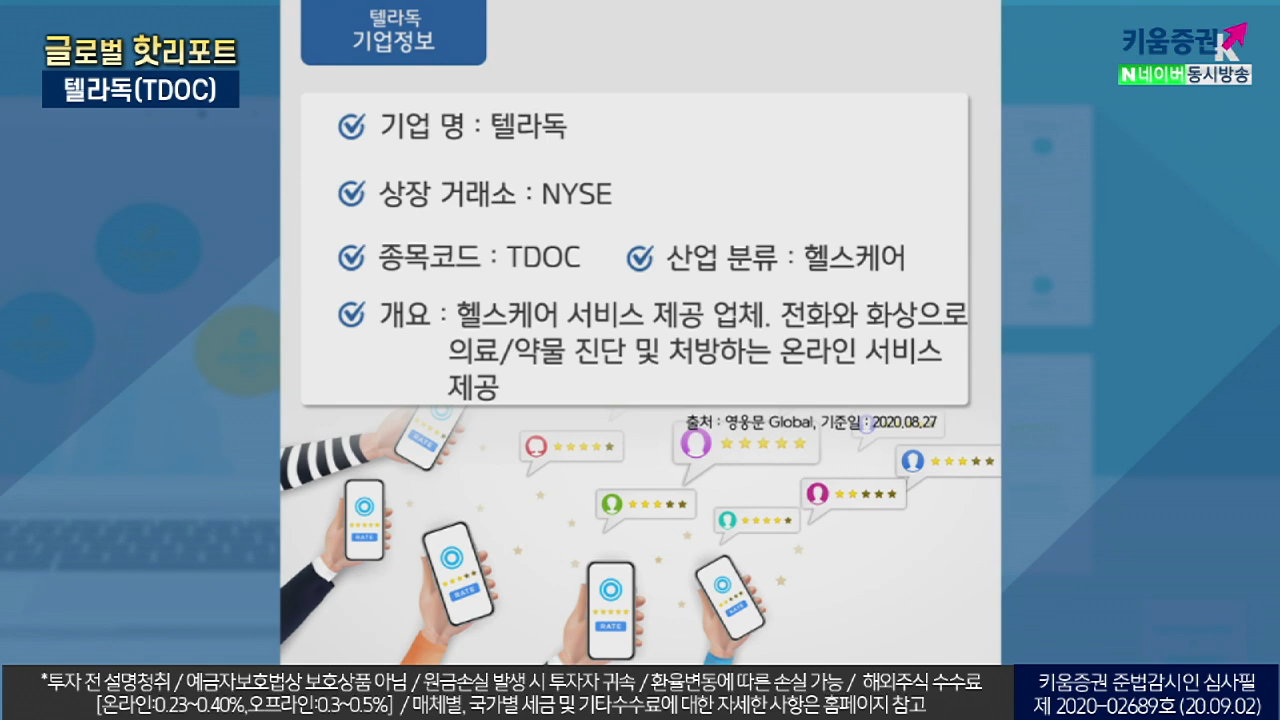 텔라독
기업정보
글로벌 핫리포트
텔라독(TDOC)
키움증권
N네이버동시방송
기업 명 : 텔라독
상장 거래소 : NYSE
종목코드 : TDOC
산업 분류 : 헬스케어
개요 : 헬스케어 서비스 제공 업체. 전화와 화상으로
의료/약물 진단 및 처방하는 온라인 서비스
제공
출처 : 영웅문 Global, 기준일 : 2020.08.27
RATE
RATE
RATE
RATE
RATE
*투자 전 설명청취 / 예금자보호법상 보호상품 아님 / 원금손실 발생 시 투자자 귀속 / 환율변동에 따른 손실 가능 / 해외주식 수수료
[온라인:0.23~0.40%,오프라인:0.3~0.5%] / 매체별, 국가별 세금 및 기타수수료에 대한 자세한 사항은 홈페이지 참고
키움증권 준법감시인 심사필
제 2020-02689호 (20.09.02)